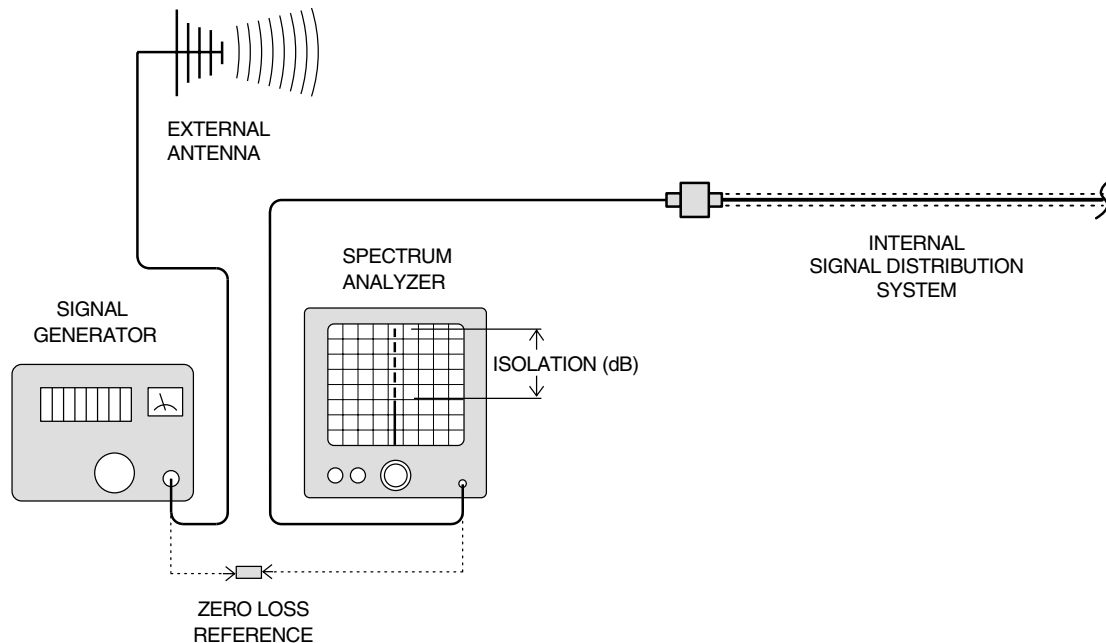 EXTERNAL
ANTENNA
INTERNAL
SIGNAL DISTRIBUTION
SYSTEM
SPECTRUM
ANALYZER
SIGNAL
GENERATOR
ISOLATION (dB)
ZERO LOSS
REFERENCE